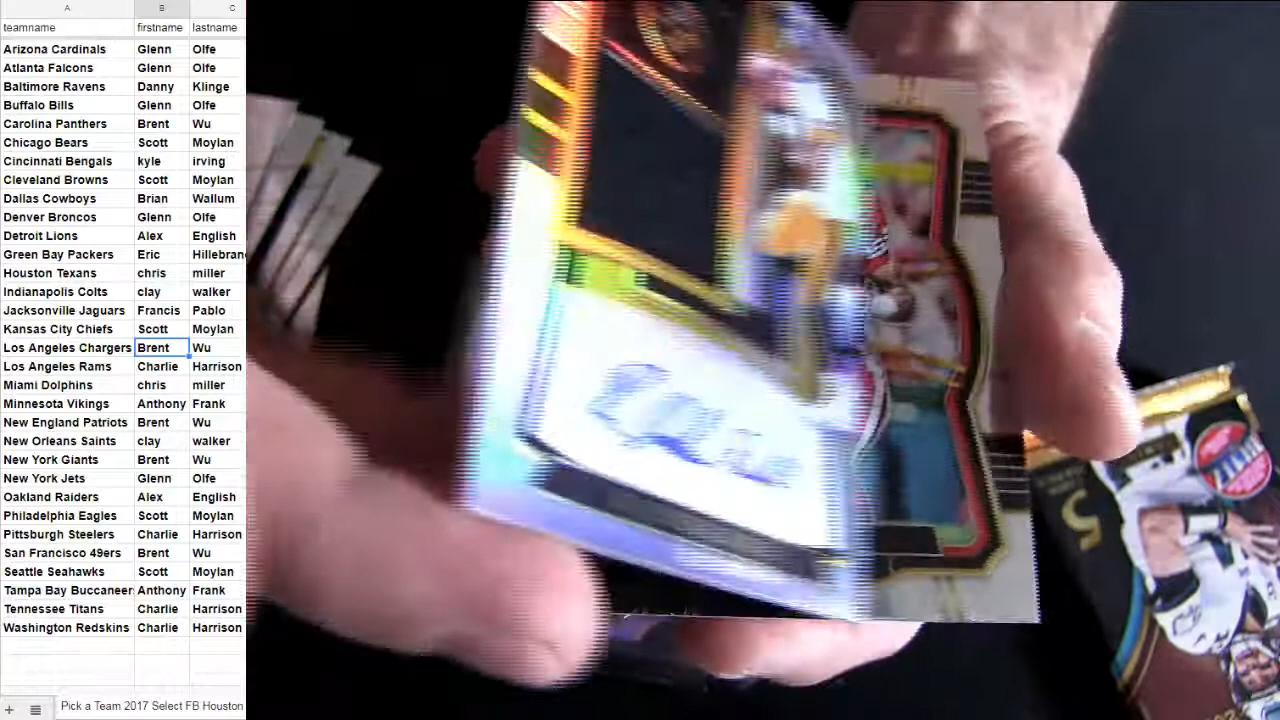 A B C
teamname firstname lastname
Arizona Cardinals Glenn Olfe
Atlanta Falcons Glenn Olfe
Baltimore Ravens Danny Klinge
Buffalo Bills Glenn Olfe
Carolina Panthe Brent Wu
Chicago Bears Scott Moylan
Cincinnati Bengals kyle irving
Cleveland Browns Scott Moylan
Dallas Cowboys Brian Wallum
Denver Broncos Glenn Olfe
Detroit Lions Alex English
Green Bay Packers Eric Hillebran
Houston Texans chris miller
Indianapolis Colts clay walker
Jacksonville Jaguars Francis Pablo
Kansas City Chiefs Scott Moylan
Los Angeles Chargers Brent Wu
Los Angeles Rams Charlie Harrison
Miami Dolphins chris miller
Minnesota Viking Anthony Frank
New England Patriots Brent Wu
New Orleans Saints clay walker
New York Giants Brent Wu
New York Jets Glenn Olfe
Oakland Raiders Alex English
Philadelphia Eagles Scott Moylan
Pittsburgh Steelers Charlie Harrison
San Francisco 49ers Brent Wu
Seattle Seahawks Scott Moylan
Tampa Bay Buccaneer Anthony Frank
Tennessee Titans Charlie Harrison
Washington Redskins Charlie Harrison
Pick a Team 2017 Select FB Houston
5